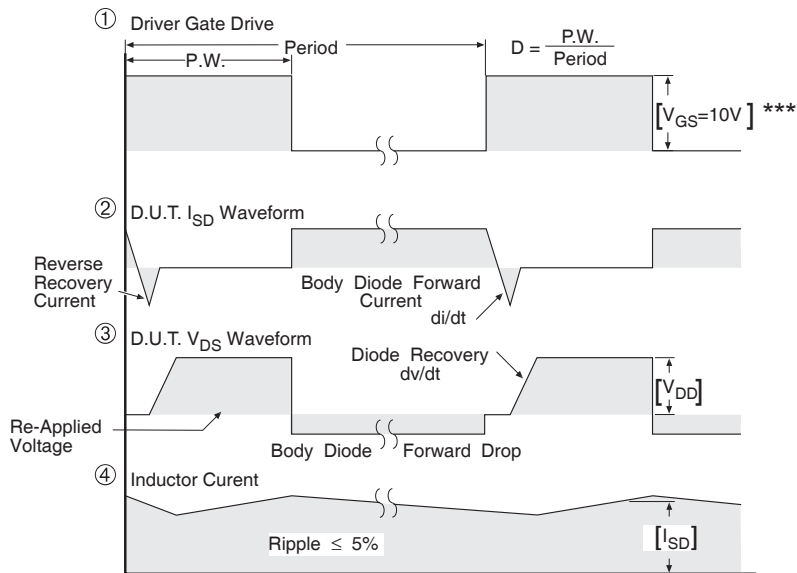 ① Driver Gate Drive
Period
P.W.
D = P.W.
Period
[VGS=10V] ***
② D.U.T. ISD Waveform
Reverse
Recovery
Current
Body Diode Forward
Current
di/dt
③ D.U.T. VDS Waveform
Diode Recovery
dv/dt
[VDD]
Re-Applied
Voltage
Body Diode Forward Drop
④ Inductor Curent
Ripple ≤ 5%
[ISD]